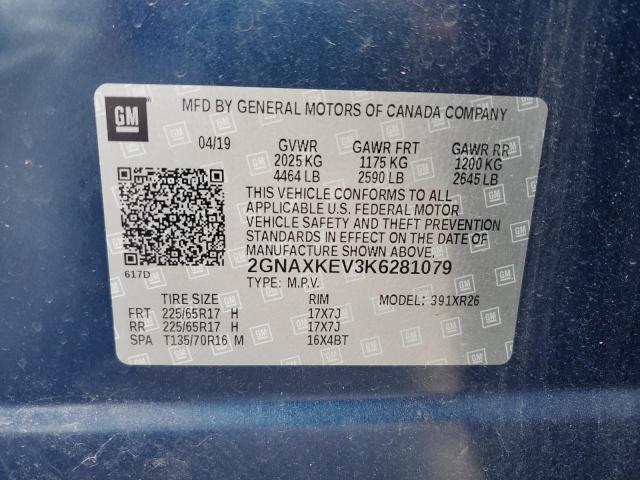 GM
MFD BY GENERAL MOTORS OF CANADA COMPANY
04/19 GVWR GAWR FRT GAWR RR
2025 KG 1175 KG 1200 KG
4464 LB 2590 LB 2645 LB
THIS VEHICLE CONFORMS TO ALL
APPLICABLE U.S. FEDERAL MOTOR
VEHICLE SAFETY AND THEFT
PREVENTION STANDARDS IN
EFFECT ON THE DATE OF
MANUFACTURE SHOWN ABOVE.
617D
2GNAXKEV3K6281079
TYPE: M.P.V. MODEL: 391XR26
TIRE SIZE RIM
FRT 225/65R17 H 17X7J
RR 225/65R17 H 17X7J
SPA T135/70R16 M 16X4BT